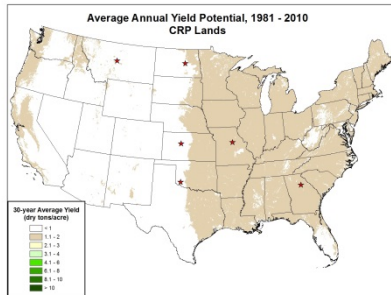 Average Annual Yield Potential, 1981 - 2010
CRP Lands
30-year Average Yield
(dry tons/acre)
< 1
1.1 - 2
2.1 - 3
3.1 - 4
4.1 - 6
6.1 - 8
8.1 - 10
> 10